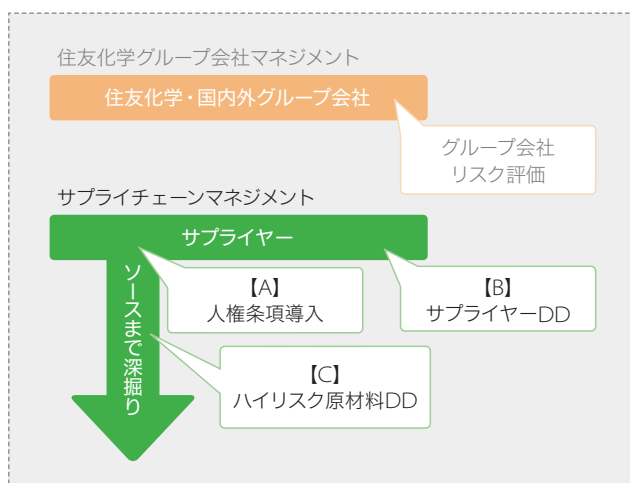 住友化学グループ会社マネジメント
住友化学・国内外グループ会社
グループ会社
リスク評価
サプライチェーンマネジメント
サプライヤー
【A】
人権条項導入
【B】
サプライヤーDD
ソースまで深掘り
【C】
ハイリスク原材料DD